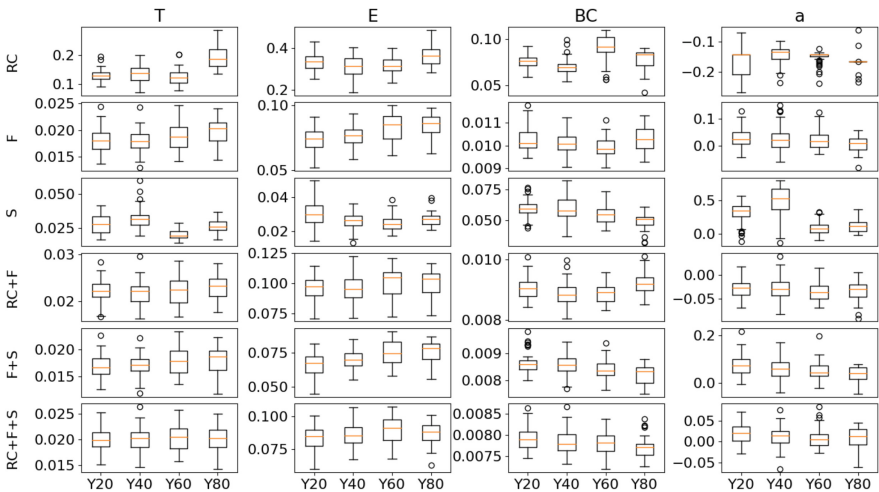 T E BC a
RC 0.2 0.1 0.4 0.2 0.10 0.05 −0.1 −0.2
F 0.025 0.020 0.015 0.10 0.05 0.011 0.010 0.009 0.1 0.0
S 0.050 0.025 0.04 0.02 0.075 0.050 0.5 0.0
RC+F 0.03 0.02 0.125 0.100 0.075 0.010 0.008 0.00 −0.05
F+S 0.020 0.015 0.075 0.050 0.009 0.008 0.2 0.0
RC+F+S 0.025 0.020 0.015 0.100 0.075 0.0085 0.0080 0.0075 0.05 0.00 −0.05
Y20 Y40 Y60 Y80 Y20 Y40 Y60 Y80 Y20 Y40 Y60 Y80 Y20 Y40 Y60 Y80